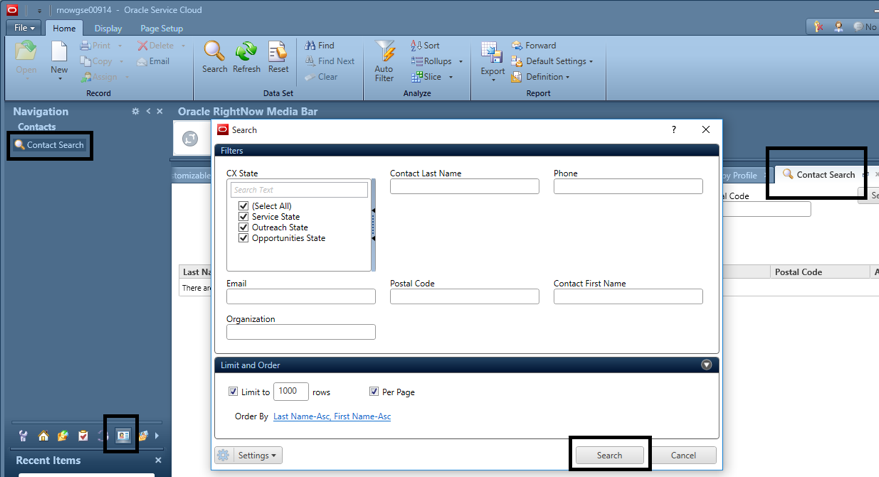 rnowgse00914 - Oracle Service Cloud
File Home Display Page Setup
No
Open New Print Copy Assign Delete Email
Record
Search Refresh Reset Find Find Next Clear
Data Set
Auto Filter Sort Rollups Slice
Analyze
Export Forward Default Settings Definition
Report
Navigation
Contacts
Contact Search
Oracle RightNow Media Bar
tomizable
by Profile
Contact Search
al Code
Se
Last Na
Postal Code
A
There are
Search
?
Filters
CX State
Search Text
(Select All)
Service State
Outreach State
Opportunities State
Contact Last Name
Phone
Email
Postal Code
Contact First Name
Organization
Limit and Order
Limit to 1000 rows
Per Page
Order By Last Name-Asc, First Name-Asc
Settings
Search
Cancel
Recent Items